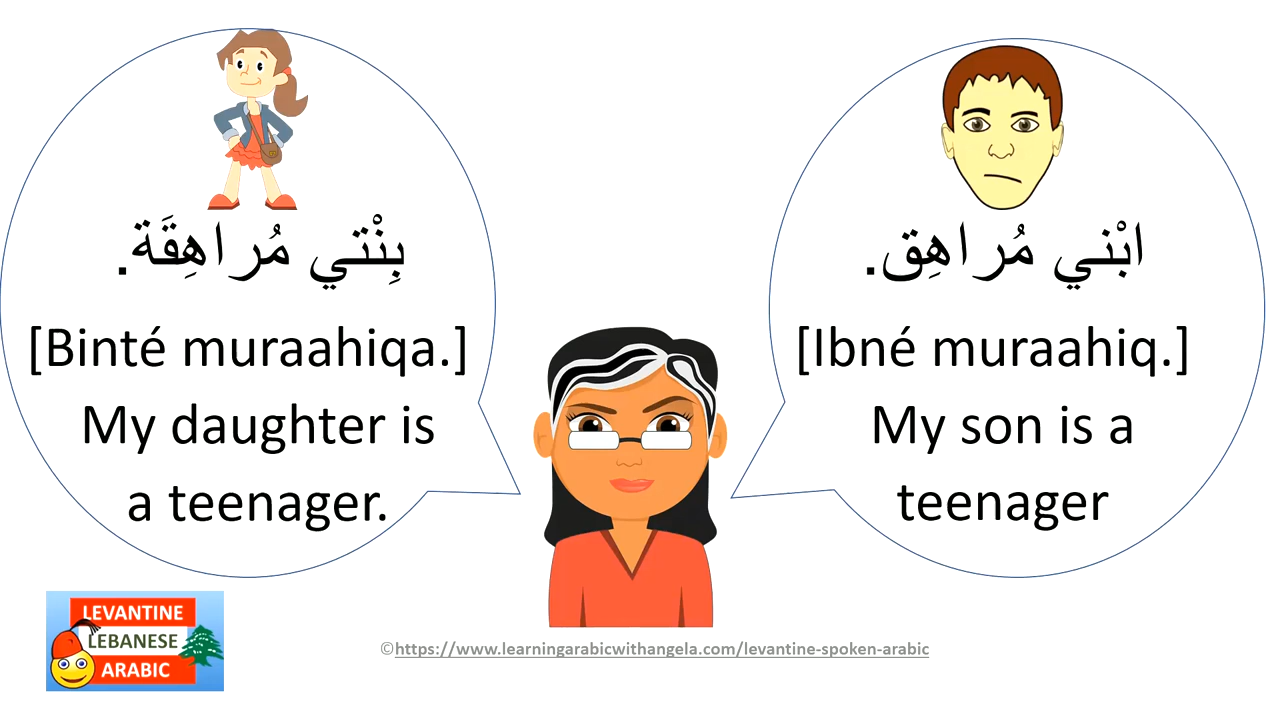 بِنْتي مُراهِقَة.
[Binté muraahiqa.]
My daughter is
a teenager.
ابْني مُراهِق.
[Ibné muraahiq.]
My son is a
teenager
LEVANTINE
LEBANESE
ARABIC
©https://www.learningarabicwithangela.com/levantine-spoken-arabic